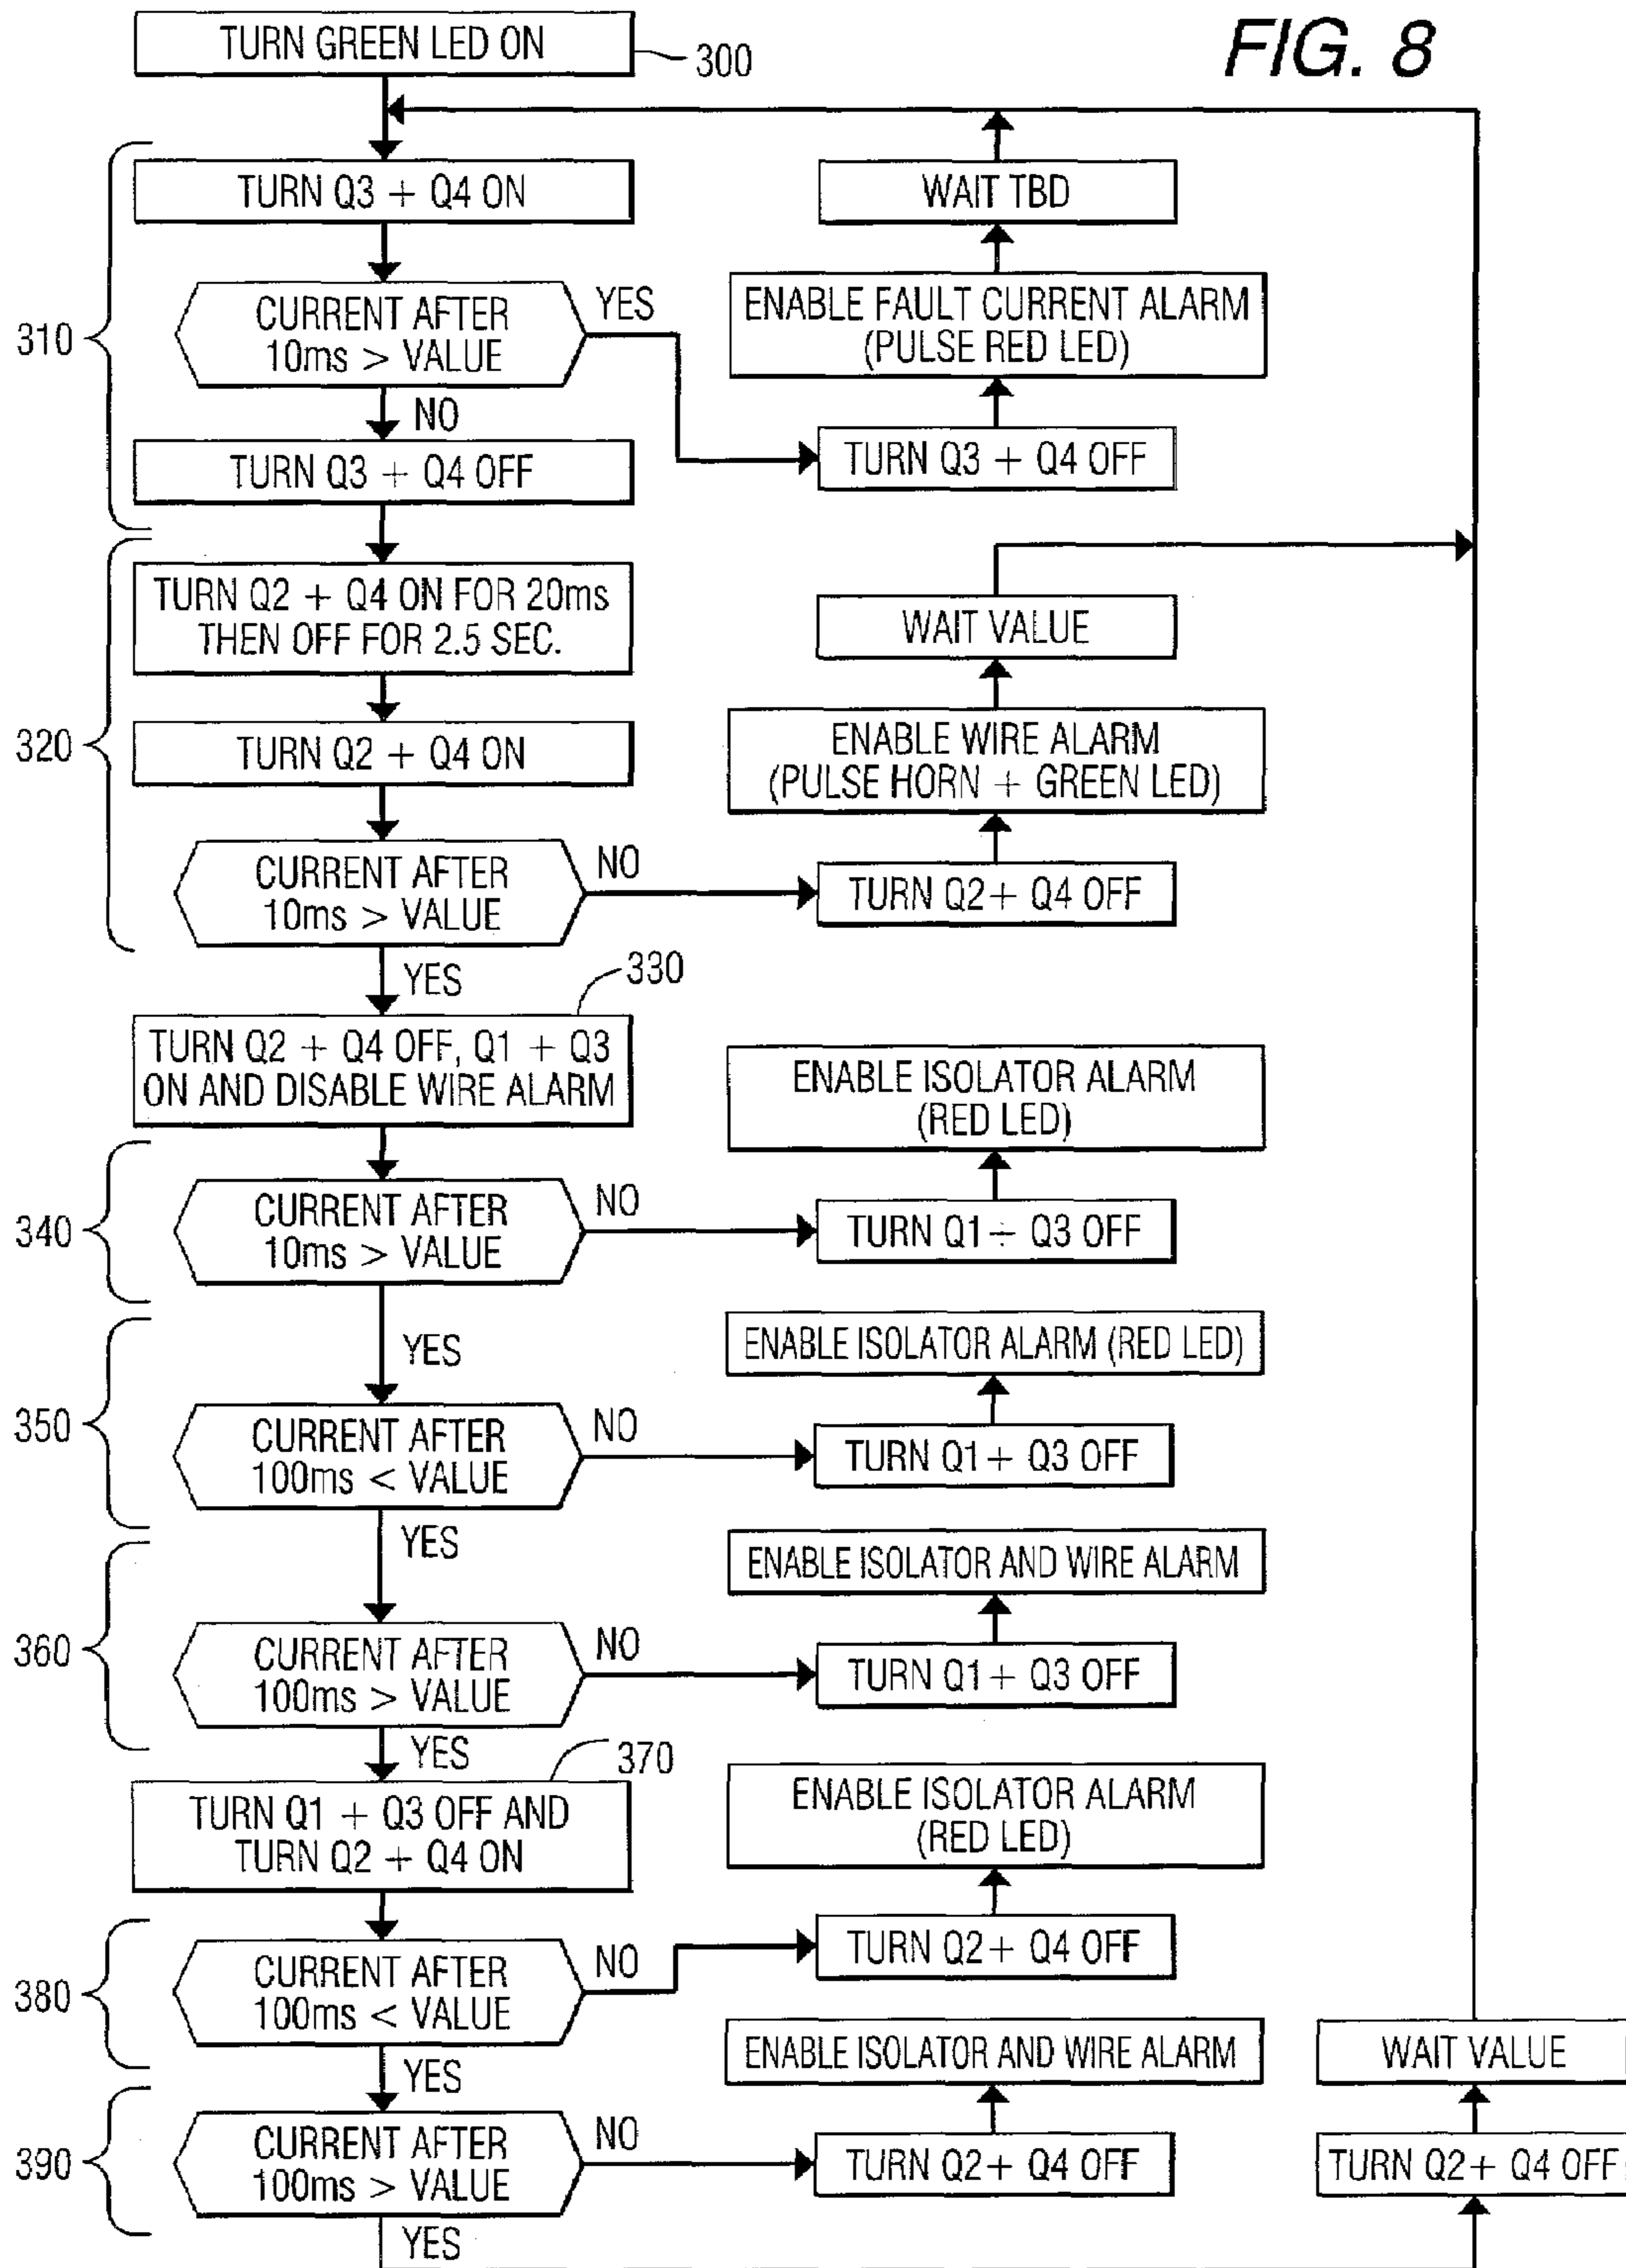 FIG. 8
TURN GREEN LED ON
300
310
TURN Q3 + Q4 ON
CURRENT AFTER
10ms > VALUE
YES
NO
TURN Q3 + Q4 OFF
WAIT TBD
ENABLE FAULT CURRENT ALARM
(PULSE RED LED)
TURN Q3 + Q4 OFF
320
TURN Q2 + Q4 ON FOR 20ms
THEN OFF FOR 2.5 SEC.
TURN Q2 + Q4 ON
CURRENT AFTER
10ms > VALUE
NO
YES
WAIT VALUE
ENABLE WIRE ALARM
(PULSE HORN + GREEN LED)
TURN Q2 + Q4 OFF
330
TURN Q2 + Q4 OFF, Q1 + Q3
ON AND DISABLE WIRE ALARM
340
CURRENT AFTER
10ms > VALUE
NO
YES
ENABLE ISOLATOR ALARM
(RED LED)
TURN Q1 ÷ Q3 OFF
350
CURRENT AFTER
100ms < VALUE
NO
YES
ENABLE ISOLATOR ALARM (RED LED)
TURN Q1 + Q3 OFF
360
CURRENT AFTER
100ms > VALUE
NO
YES
ENABLE ISOLATOR AND WIRE ALARM
TURN Q1 + Q3 OFF
370
TURN Q1 + Q3 OFF AND
TURN Q2 + Q4 ON
380
CURRENT AFTER
100ms < VALUE
NO
YES
ENABLE ISOLATOR ALARM
(RED LED)
TURN Q2 + Q4 OFF
390
CURRENT AFTER
100ms > VALUE
NO
YES
ENABLE ISOLATOR AND WIRE ALARM
TURN Q2 + Q4 OFF
WAIT VALUE
TURN Q2 + Q4 OFF